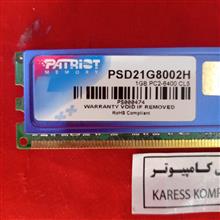 PATRIOT
MEMORY
PSD21G8002H
1GB PC2-6400 CL5
PS000474
WARRANTY VOID IF REMOVED
RoHS Compliant
کامپیوتر
KARESS KOMP